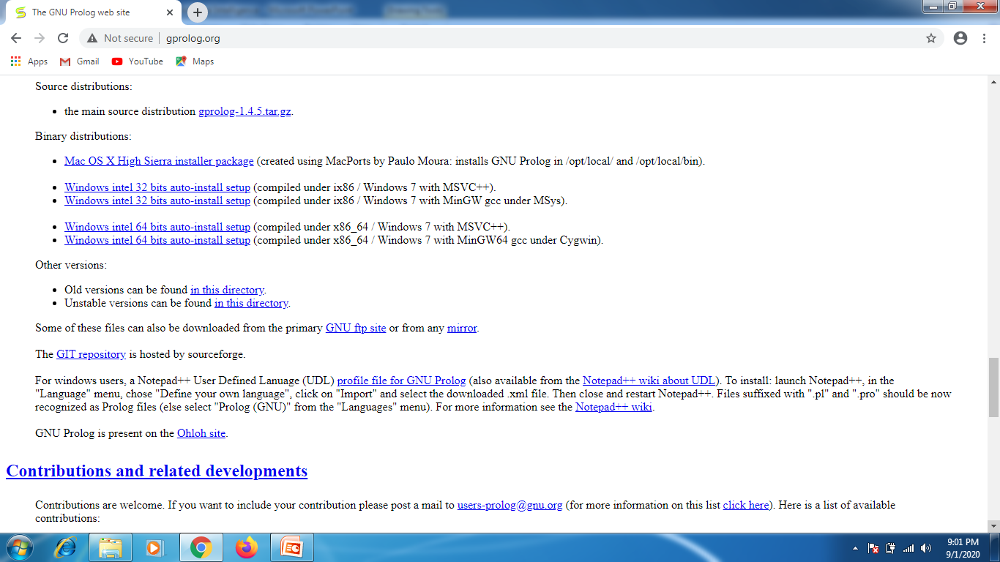 The GNU Prolog web site
Not secure
gprolog.org
Apps
Gmail
YouTube
Maps
Source distributions:
the main source distribution gprolog-1.4.5.tar.gz.
Binary distributions:
Mac OS X High Sierra installer package (created using MacPorts by Paulo Moura: installs GNU Prolog in /opt/local/ and /opt/local/bin).
Windows intel 32 bits auto-install setup (compiled under ix86 / Windows 7 with MSVC++).
Windows intel 32 bits auto-install setup (compiled under ix86 / Windows 7 with MinGW gcc under MSys).
Windows intel 64 bits auto-install setup (compiled under x86_64 / Windows 7 with MSVC++).
Windows intel 64 bits auto-install setup (compiled under x86_64 / Windows 7 with MinGW64 gcc under Cygwin).
Other versions:
Old versions can be found in this directory.
Unstable versions can be found in this directory.
Some of these files can also be downloaded from the primary GNU ftp site or from any mirror.
The GIT repository is hosted by sourceforge.
For windows users, a Notepad++ User Defined Lanuage (UDL) profile file for GNU Prolog (also available from the Notepad++ wiki about UDL). To install: launch Notepad++, in the
"Language" menu, chose "Define your own language", click on "Import" and select the downloaded .xml file. Then close and restart Notepad++. Files suffixed with ".pl" and ".pro" should be now
recognized as Prolog files (else select "Prolog (GNU)" from the "Languages" menu). For more information see the Notepad++ wiki.
GNU Prolog is present on the Ohloh site.
Contributions and related developments
Contributions are welcome. If you want to include your contribution please post a mail to users-prolog@gnu.org (for more information on this list click here). Here is a list of available
contributions:
9:01 PM
9/1/2020